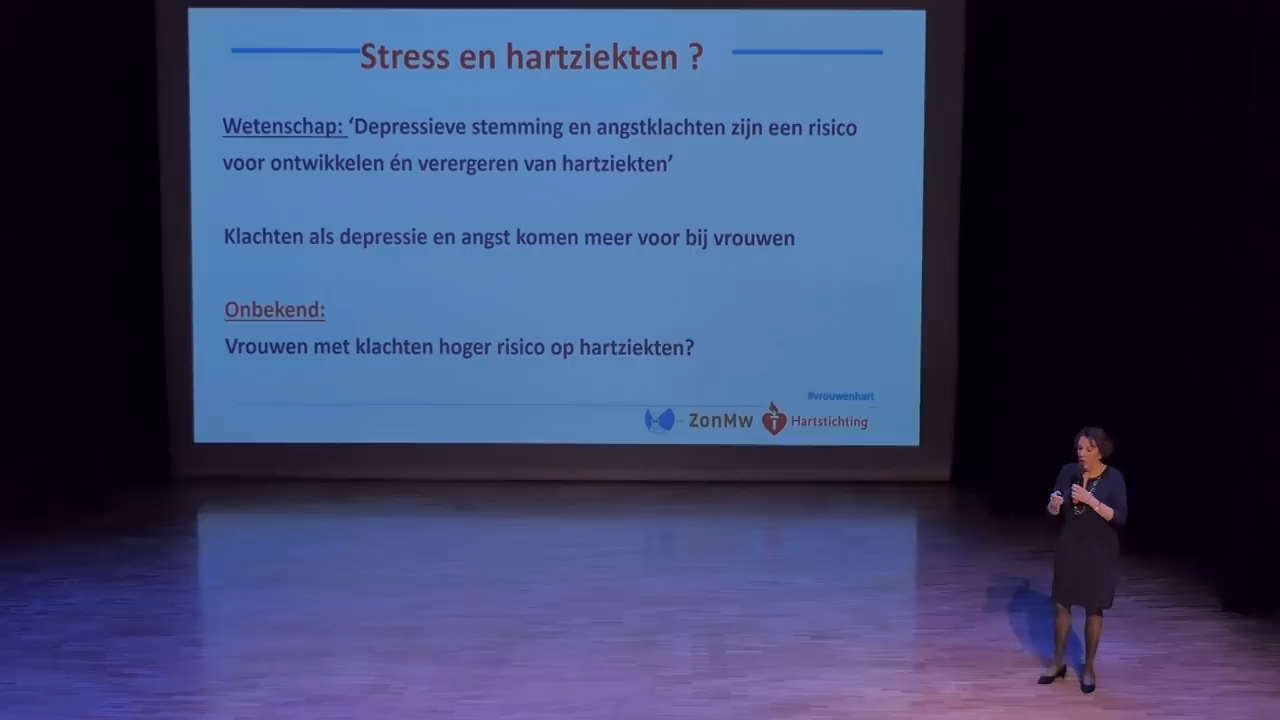 Stress en hartziekten ?
Wetenschap: ‘Depressieve stemming en angstklachten zijn een risico
voor ontwikkelen én verergeren van hartziekten’
Klachten als depressie en angst komen meer voor bij vrouwen
Onbekend:
Vrouwen met klachten hoger risico op hartziekten?
#vrouwenhart
ZonMw
Hartstichting